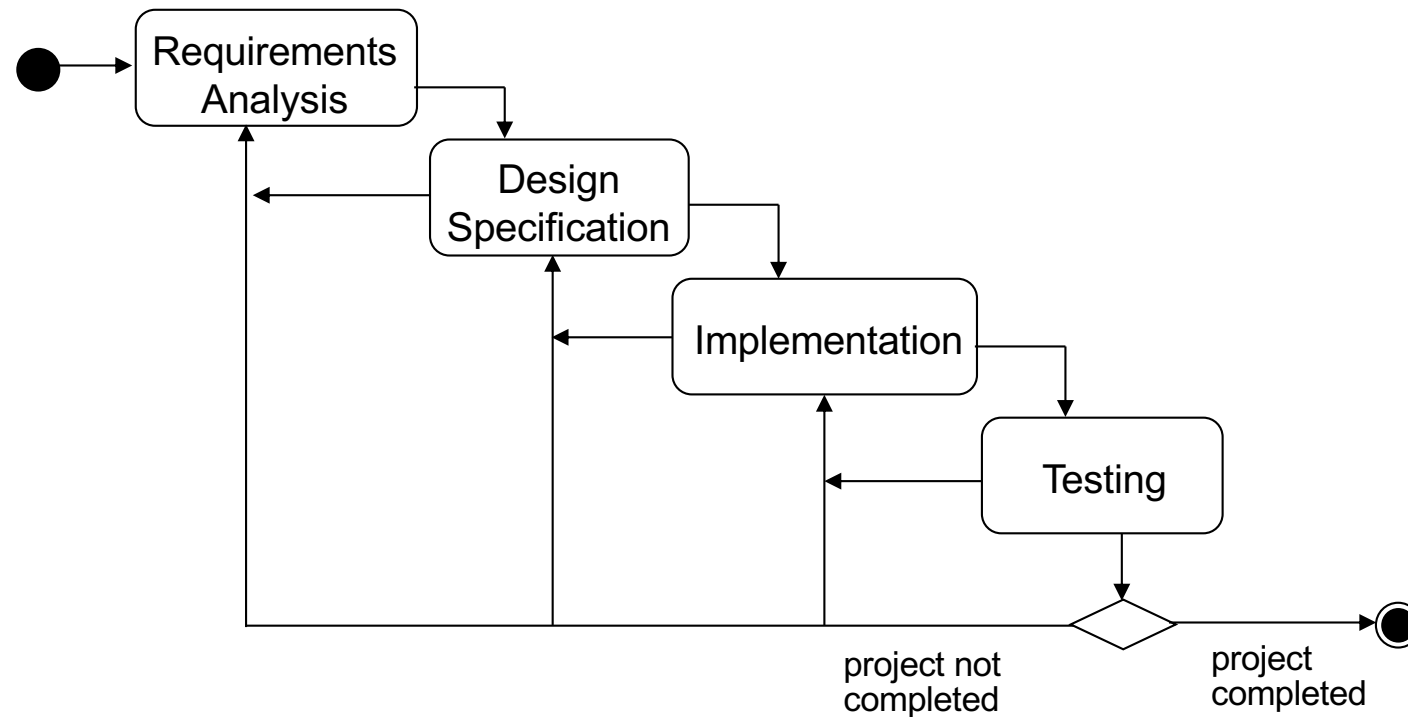 Requirements
Analysis
Design
Specification
Implementation
Testing
project not
completed
project
completed